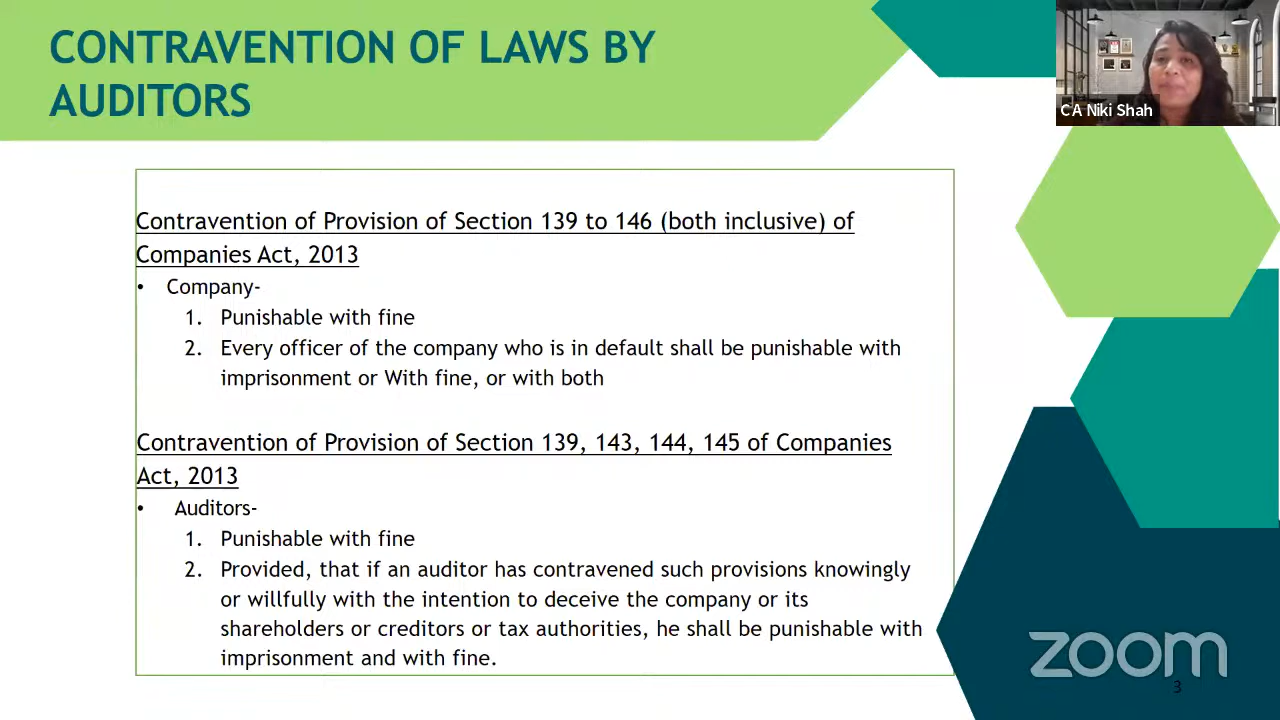 CONTRAVENTION OF LAWS BY
AUDITORS
CA Niki Shah
Contravention of Provision of Section 139 to 146 (both inclusive) of
Companies Act, 2013
• Company-
1. Punishable with fine
2. Every officer of the company who is in default shall be punishable with
imprisonment or With fine, or with both
Contravention of Provision of Section 139, 143, 144, 145 of Companies
Act, 2013
• Auditors-
1. Punishable with fine
2. Provided, that if an auditor has contravened such provisions knowingly
or willfully with the intention to deceive the company or its
shareholders or creditors or tax authorities, he shall be punishable with
imprisonment and with fine.
zoom
3